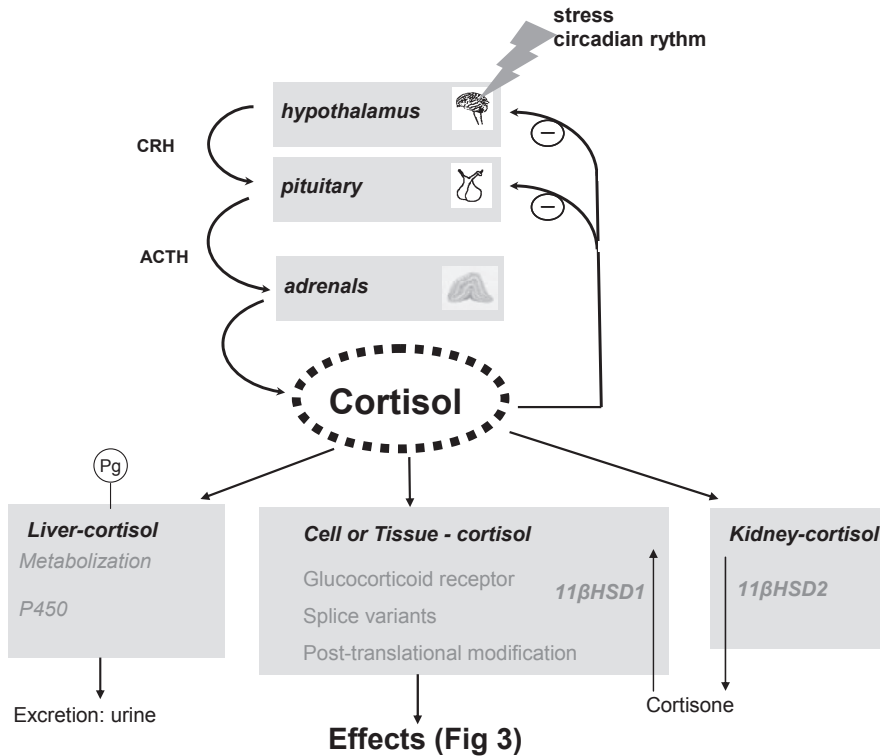 stress
circadian rythm
hypothalamus
CRH
pituitary
ACTH
adrenals
Cortisol
Pg
Liver-cortisol
Metabolization
P450
Excretion: urine
Cell or Tissue - cortisol
Glucocorticoid receptor
Splice variants
Post-translational modification
11βHSD1
Effects (Fig 3)
Kidney-cortisol
11βHSD2
Cortisone
−
−